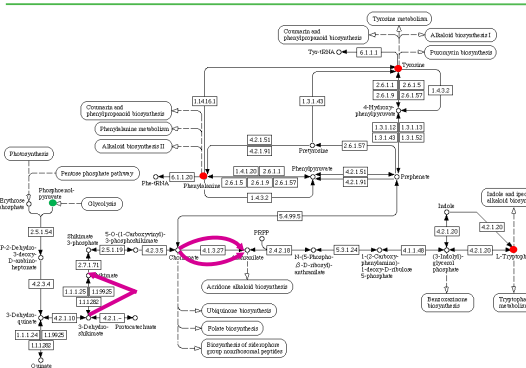 Tyrosine metabolism
Coumarin and
phenylpropanoid biosynthesis
Alkaloid biosynthesis I
Tyr-tRNA
6.1.1.1
Puromycin biosynthesis
Tyrosine
2.6.1.1
2.6.1.5
2.6.1.9
2.6.1.57
1.4.3.2
1.14.16.1
1.3.1.43
Coumarin and
phenylpropanoid biosynthesis
4-Hydroxy-
phenylpyruvate
Phenylalanine metabolism
1.3.1.12
1.3.1.13
1.3.1.43
1.3.1.52
Alkaloid biosynthesis II
4.2.1.51
4.2.1.91
Pretyrosine
2.6.1.57
Photosynthesis
Pentose phosphate pathway
Phenylpyruvate
Phe-tRNA
6.1.1.20
Phenylalanine
1.4.1.20
2.6.1.1
2.6.1.5
2.6.1.9
2.6.1.57
4.2.1.51
4.2.1.91
Prephenate
1.4.3.2
Erythrose
phosphate
Phosphoenol-
pyruvate
Glycolysis
5.4.99.5
Indole
4.2.1.20
2.5.1.54
Shikimate
3-phosphate
5-O-(1-Carboxyvinyl)-
3-phosphoshikimate
PRPP
P-2-Dehydro-
3-deoxy-
D-arabino-
heptonate
2.5.1.19
4.2.3.5
4.1.3.27
2.4.2.18
5.3.1.24
4.1.1.48
4.2.1.20
4.2.1.20
L-Tryptoph
N-(5-Phospho-
β-D-ribosyl)-
anthranilate
1-(2-Carboxy-
phenylamino)-
1-deoxy-D-ribulose
5-phosphate
(3-Indolyl)-
glycerol
phosphate
2.7.1.71
4.2.3.4
1.1.1.25
1.1.99.25
1.1.1.282
Acridone alkaloid biosynthesis
Benzoxazinone
biosynthesis
Tryptopha
metabolism
3-Dehydro-
quinate
4.2.1.10
3-Dehydro-
shikimate
4.2.1.-
Protocatechuate
Ubiquinone biosynthesis
Folate biosynthesis
1.1.1.24
1.1.99.25
1.1.1.282
Biosynthesis of siderophore
group nonribosomal peptides
Quinate